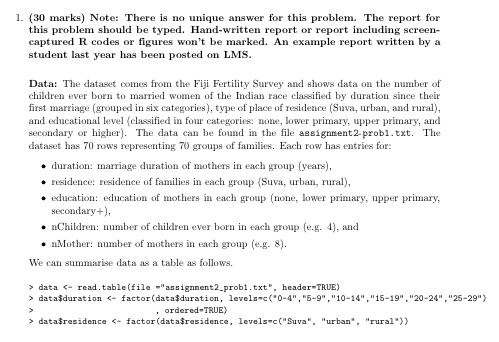 1. (30 marks) Note: There is no unique answer for this problem. The report for
this problem should be typed. Hand-written report or report including screen-
captured R codes or figures won't be marked. An example report written by a
student last year has been posted on LMS.
Data: The dataset comes from the Fiji Fertility Survey and shows data on the number of
children ever born to married women of the Indian race classified by duration since their
first marriage (grouped in six categories), type of place of residence (Suva, urban, and rural),
and educational level (classified in four categories: none, lower primary, upper primary, and
secondary or higher). The data can be found in the file assignment2-prob1.txt. The
dataset has 70 rows representing 70 groups of families. Each row has entries for:
• duration: marriage duration of mothers in each group (years),
• residence: residence of families in each group (Suva, urban, rural),
• education: education of mothers in each group (none, lower primary, upper primary,
secondary+),
• nChildren: number of children ever born in each group (e.g. 4), and
• nMother: number of mothers in each group (e.g. 8).
We can summarise data as a table as follows.
> data <- read.table(file ="assignment2_prob1.txt", header=TRUE)
> data$duration <- factor(data$duration, levels=c("0-4","5-9","10-14","15-19","20-24","25-29")
> , ordered=TRUE)
> data$residence <- factor(data$residence, levels=c("Suva", "urban", "rural"))